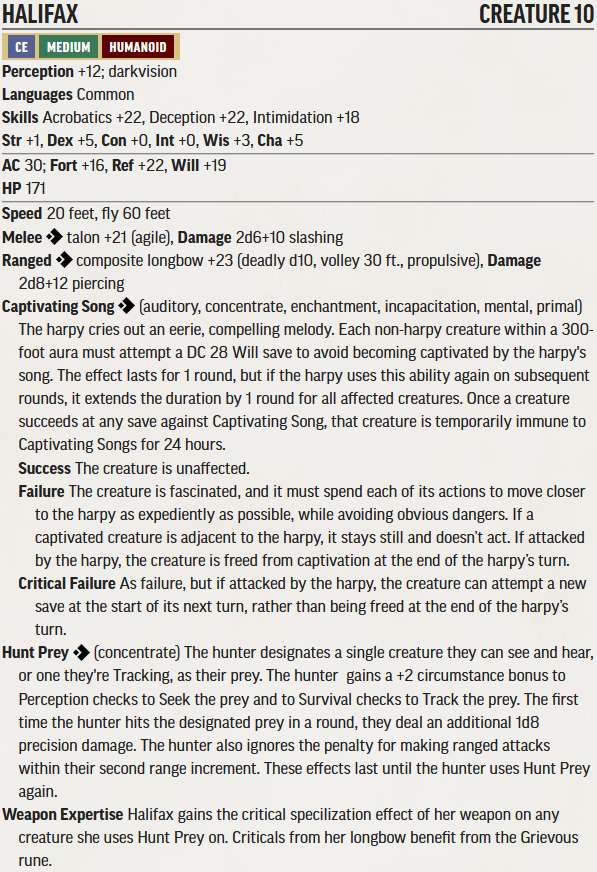 HALIFAX CREATURE 10
CE MEDIUM HUMANOID
Perception +12; darkvision
Languages Common
Skills Acrobatics +22, Deception +22, Intimidation +18
Str +1, Dex +5, Con +0, Int +0, Wis +3, Cha +5
AC 30; Fort +16, Ref +22, Will +19
HP 171
Speed 20 feet, fly 60 feet
Melee talon +21 (agile), Damage 2d6+10 slashing
Ranged composite longbow +23 (deadly d10, volley 30 ft., propulsive), Damage
2d8+12 piercing
Captivating Song (auditory, concentrate, enchantment, incapacitation, mental, primal)
The harpy cries out an eerie, compelling melody. Each non-harpy creature within a 300-
foot aura must attempt a DC 28 Will save to avoid becoming captivated by the harpy's
song. The effect lasts for 1 round, but if the harpy uses this ability again on subsequent
rounds, it extends the duration by 1 round for all affected creatures. Once a creature
succeeds at any save against Captivating Song, that creature is temporarily immune to
Captivating Songs for 24 hours.
Success The creature is unaffected.
Failure The creature is fascinated, and it must spend each of its actions to move closer
to the harpy as expediently as possible, while avoiding obvious dangers. If a
captivated creature is adjacent to the harpy, it stays still and doesn't act. If attacked
by the harpy, the creature is freed from captivation at the end of the harpy's turn.
Critical Failure As failure, but if attacked by the harpy, the creature can attempt a new
save at the start of its next turn, rather than being freed at the end of the harpy's
turn.
Hunt Prey (concentrate) The hunter designates a single creature they can see and hear,
or one they're Tracking, as their prey. The hunter gains a +2 circumstance bonus to
Perception checks to Seek the prey and to Survival checks to Track the prey. The first
time the hunter hits the designated prey in a round, they deal an additional 1d8
precision damage. The hunter also ignores the penalty for making ranged attacks
within their second range increment. These effects last until the hunter uses Hunt Prey
again.
Weapon Expertise Halifax gains the critical specilization effect of her weapon on any
creature she uses Hunt Prey on. Criticals from her longbow benefit from the Grievous
rune.